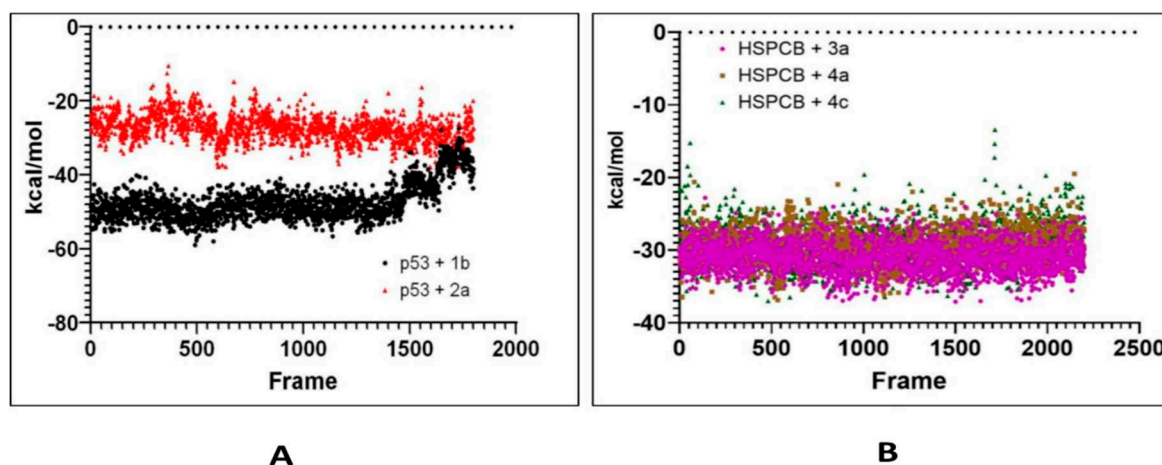 0
-20
-40
-60
-80
kcal/mol
p53 + 1b
p53 + 2a
0 500 1000 1500 2000
Frame
A
0
-10
-20
-30
-40
kcal/mol
HSPCB + 3a
HSPCB + 4a
HSPCB + 4c
0 500 1000 1500 2000 2500
Frame
B